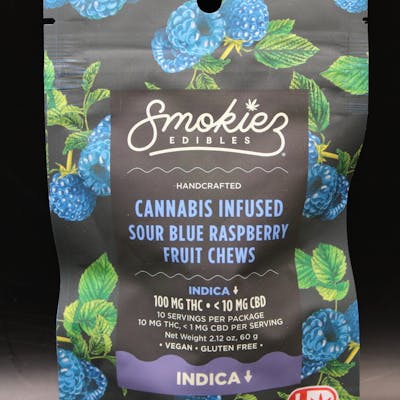 Smokiez
EDIBLES
HANDCRAFTED
CANNABIS INFUSED
SOUR BLUE RASPBERRY
FRUIT CHEWS
INDICA
100 MG THC • < 10 MG CBD
10 SERVINGS PER PACKAGE
10 MG THC, < 1 MG CBD PER SERVING
Net Weight 2.12 oz, 60 g
• VEGAN • GLUTEN FREE •
INDICA